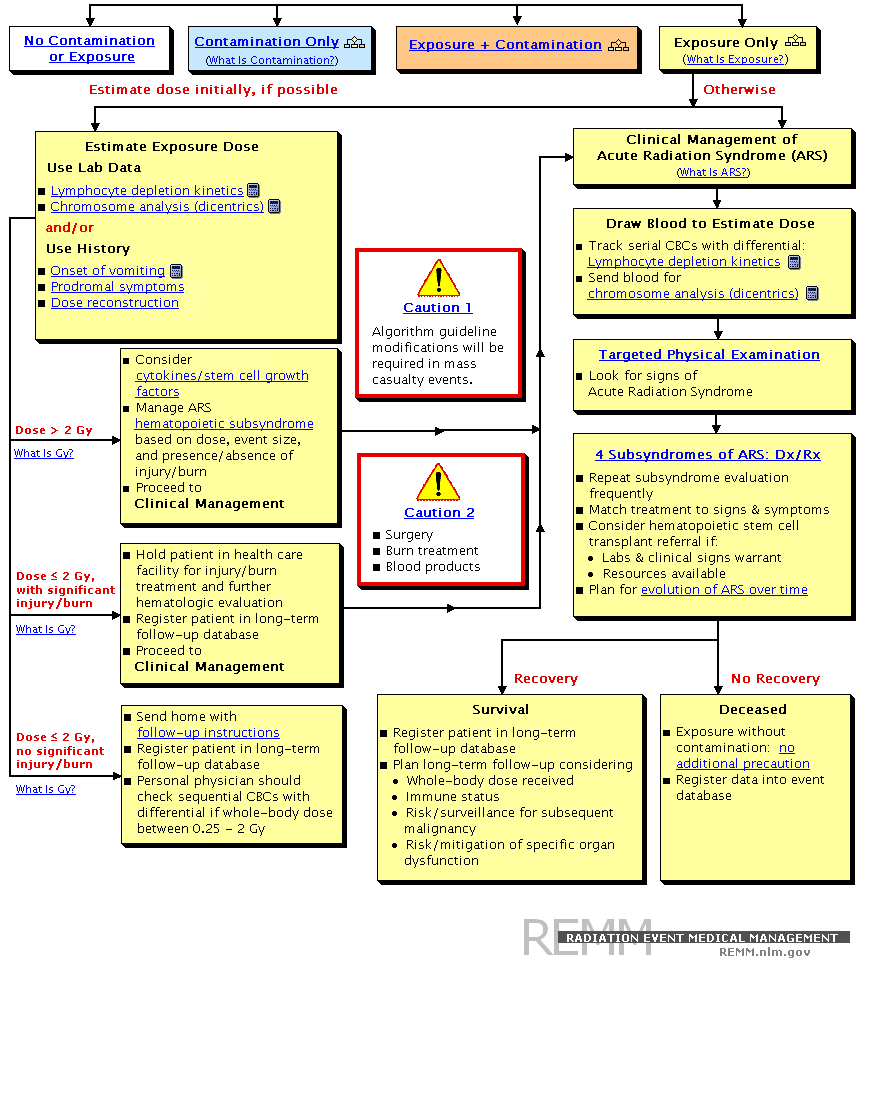 No Contamination
or Exposure
Contamination Only
(What Is Contamination?)
Exposure + Contamination
Exposure Only
(What Is Exposure?)
Estimate dose initially, if possible
Otherwise
Estimate Exposure Dose
Use Lab Data
Lymphocyte depletion kinetics
Chromosome analysis (dicentrics)
and/or
Use History
Onset of vomiting
Prodromal symptoms
Dose reconstruction
Dose > 2 Gy
What Is Gy?
Consider
cytokines/stem cell growth
factors
Manage ARS
hematopoietic subsyndrome
based on dose, event size,
and presence/absence of
injury/burn
Proceed to
Clinical Management
Dose ≤ 2 Gy,
with significant
injury/burn
What Is Gy?
Hold patient in health care
facility for injury/burn
treatment and further
hematologic evaluation
Register patient in long-term
follow-up database
Proceed to
Clinical Management
Dose ≤ 2 Gy,
no significant
injury/burn
What Is Gy?
Send home with
follow-up instructions
Register patient in long-term
follow-up database
Personal physician should
check sequential CBCs with
differential if whole-body dose
between 0.25 - 2 Gy
Caution 1
Algorithm guideline
modifications will be
required in mass
casualty events.
Caution 2
Surgery
Burn treatment
Blood products
Clinical Management of
Acute Radiation Syndrome (ARS)
(What Is ARS?)
Draw Blood to Estimate Dose
Track serial CBCs with differential:
Lymphocyte depletion kinetics
Send blood for
chromosome analysis (dicentrics)
Targeted Physical Examination
Look for signs of
Acute Radiation Syndrome
4 Subsyndromes of ARS: Dx/Rx
Repeat subsyndrome evaluation
frequently
Match treatment to signs & symptoms
Consider hematopoietic stem cell
transplant referral if:
Labs & clinical signs warrant
Resources available
Plan for evolution of ARS over time
Recovery
No Recovery
Survival
Register patient in long-term
follow-up database
Plan long-term follow-up considering
Whole-body dose received
Immune status
Risk/surveillance for subsequent
malignancy
Risk/mitigation of specific organ
dysfunction
Deceased
Exposure without
contamination: no
additional precaution
Register data into event
database
REMM
RADIATION EVENT MEDICAL MANAGEMENT
REMM.nlm.gov